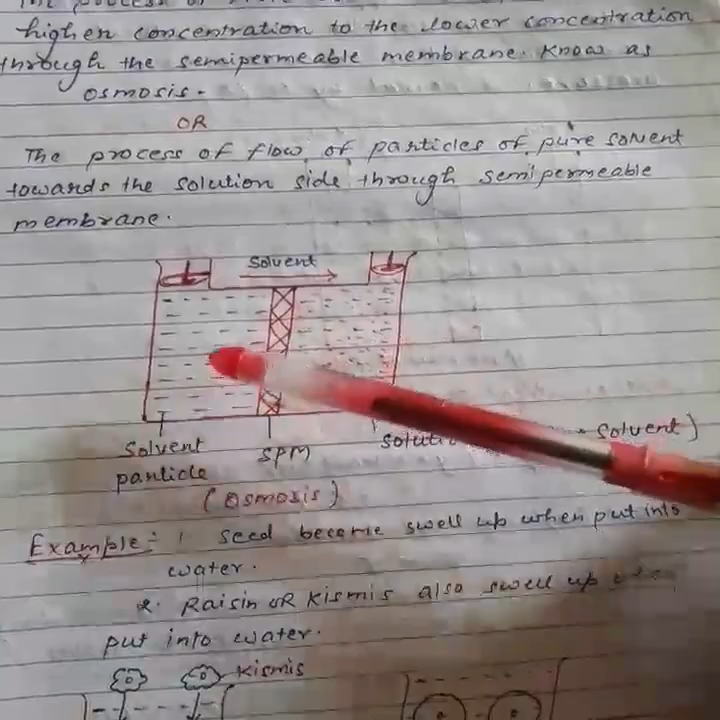 higher concentration to the lower concentration
through the semipermeable membrane. Know as
osmosis.
OR
The process of flow of particles of pure solvent
towards the solution side through semipermeable
membrane.
Solvent
Solvent
particle
SPM
solvent)
(Osmosis)
Example: 1 seed became swell up when put into
water.
2. Raisin OR Kismis also swell up
put into water.
Kismis